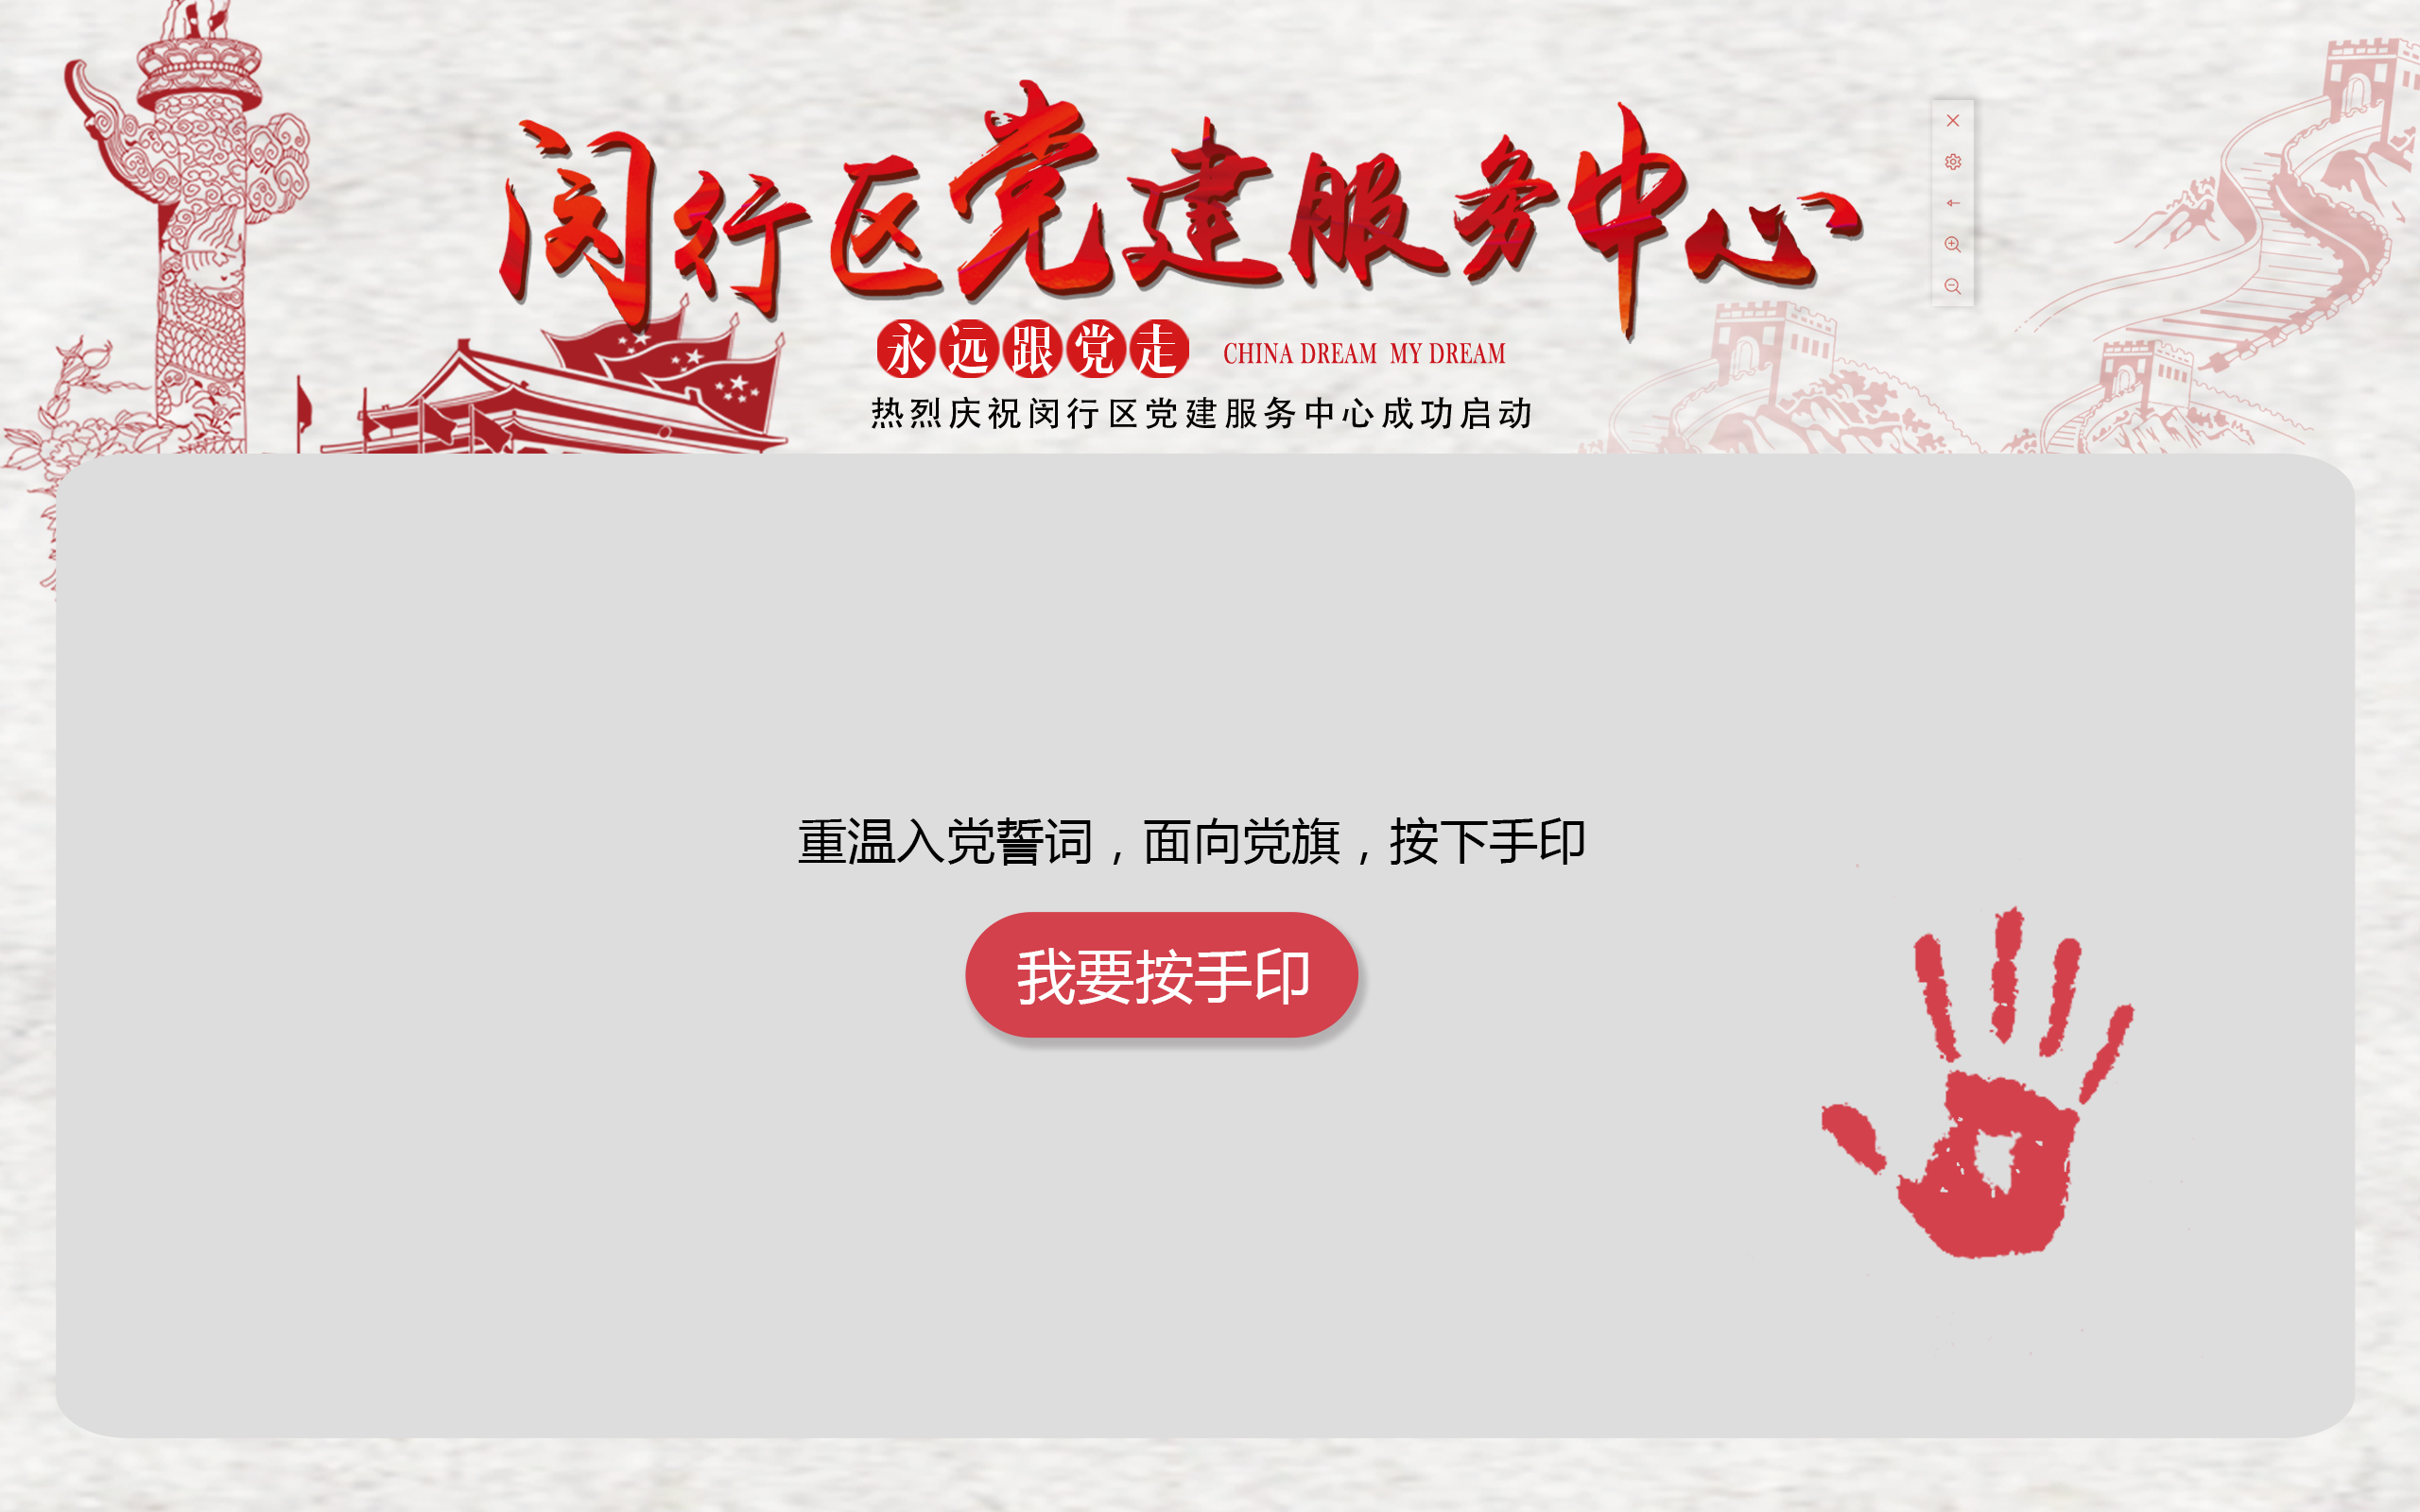 闵行区党建服务中心
永远跟党走 CHINA DREAM MY DREAM
热烈庆祝闵行区党建服务中心成功启动
重温入党誓词，面向党旗，按下手印
我要按手印